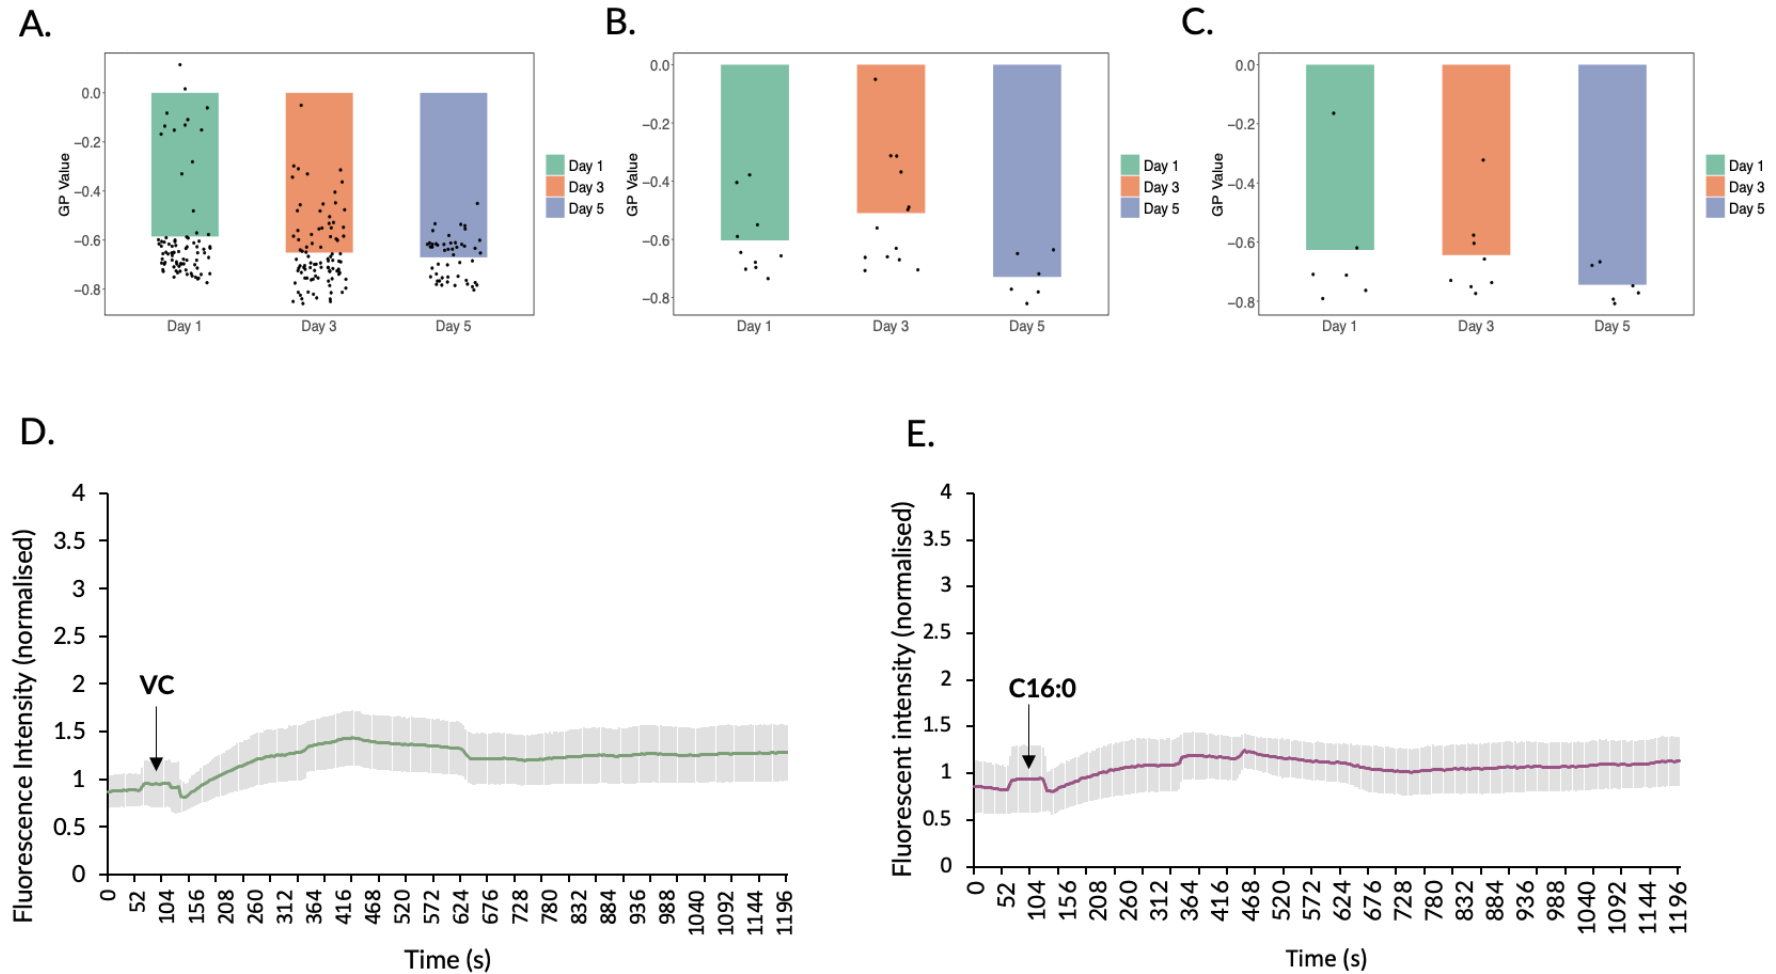 A.
B.
C.
0.0
−0.2
−0.4
−0.6
−0.8
GP Value
Day 1
Day 3
Day 5
Day 1
Day 3
Day 5
0.0
−0.2
−0.4
−0.6
−0.8
GP Value
Day 1
Day 3
Day 5
Day 1
Day 3
Day 5
0.0
−0.2
−0.4
−0.6
−0.8
GP Value
Day 1
Day 3
Day 5
Day 1
Day 3
Day 5
D.
4
3.5
3
2.5
2
1.5
1
0.5
0
Fluorescence Intensity (normalised)
VC
0 52 104 156 208 260 312 364 416 468 520 572 624 676 728 780 832 884 936 988 1040 1092 1144 1196
Time (s)
E.
4
3.5
3
2.5
2
1.5
1
0.5
0
Fluorescent intensity (normalised)
C16:0
0 52 104 156 208 260 312 364 416 468 520 572 624 676 728 780 832 884 936 988 1040 1092 1144 1196
Time (s)